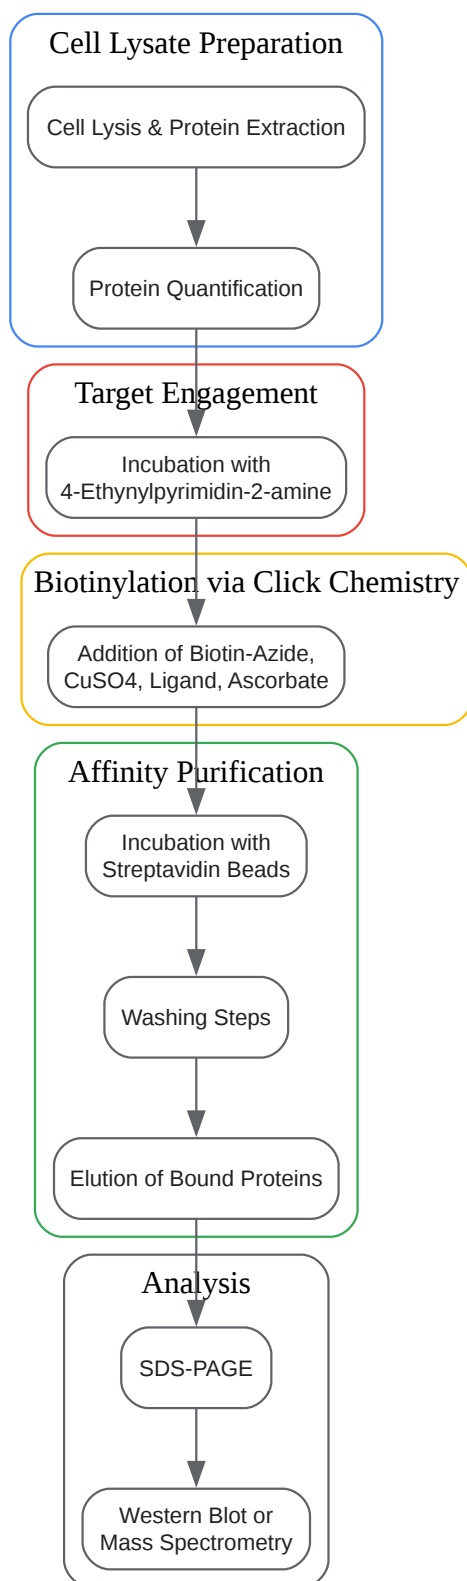 Cell Lysate Preparation
Cell Lysis & Protein Extraction
Protein Quantification
Target Engagement
Incubation with
4-Ethynylpyrimidin-2-amine
Biotinylation via Click Chemistry
Addition of Biotin-Azide,
CuSO4, Ligand, Ascorbate
Affinity Purification
Incubation with
Streptavidin Beads
Washing Steps
Elution of Bound Proteins
Analysis
SDS-PAGE
Western Blot or
Mass Spectrometry